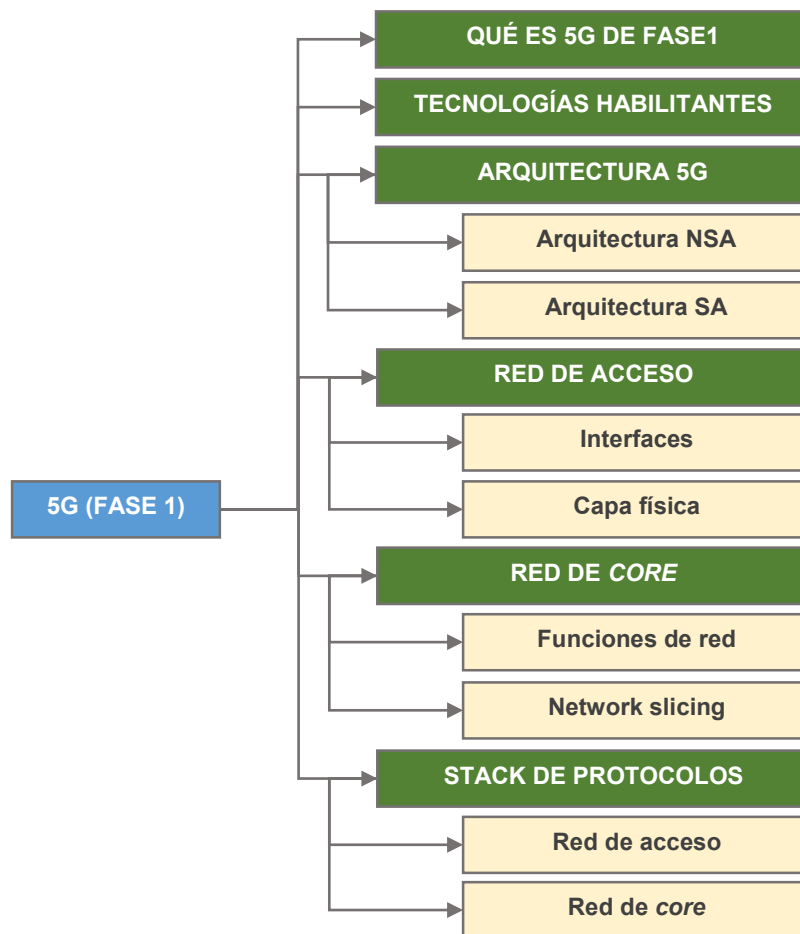 QUÉ ES 5G DE FASE1
TECNOLOGÍAS HABILITANTES
ARQUITECTURA 5G
Arquitectura NSA
Arquitectura SA
RED DE ACCESO
Interfaces
Capa física
5G (FASE 1)
RED DE CORE
Funciones de red
Network slicing
STACK DE PROTOCOLOS
Red de acceso
Red de core